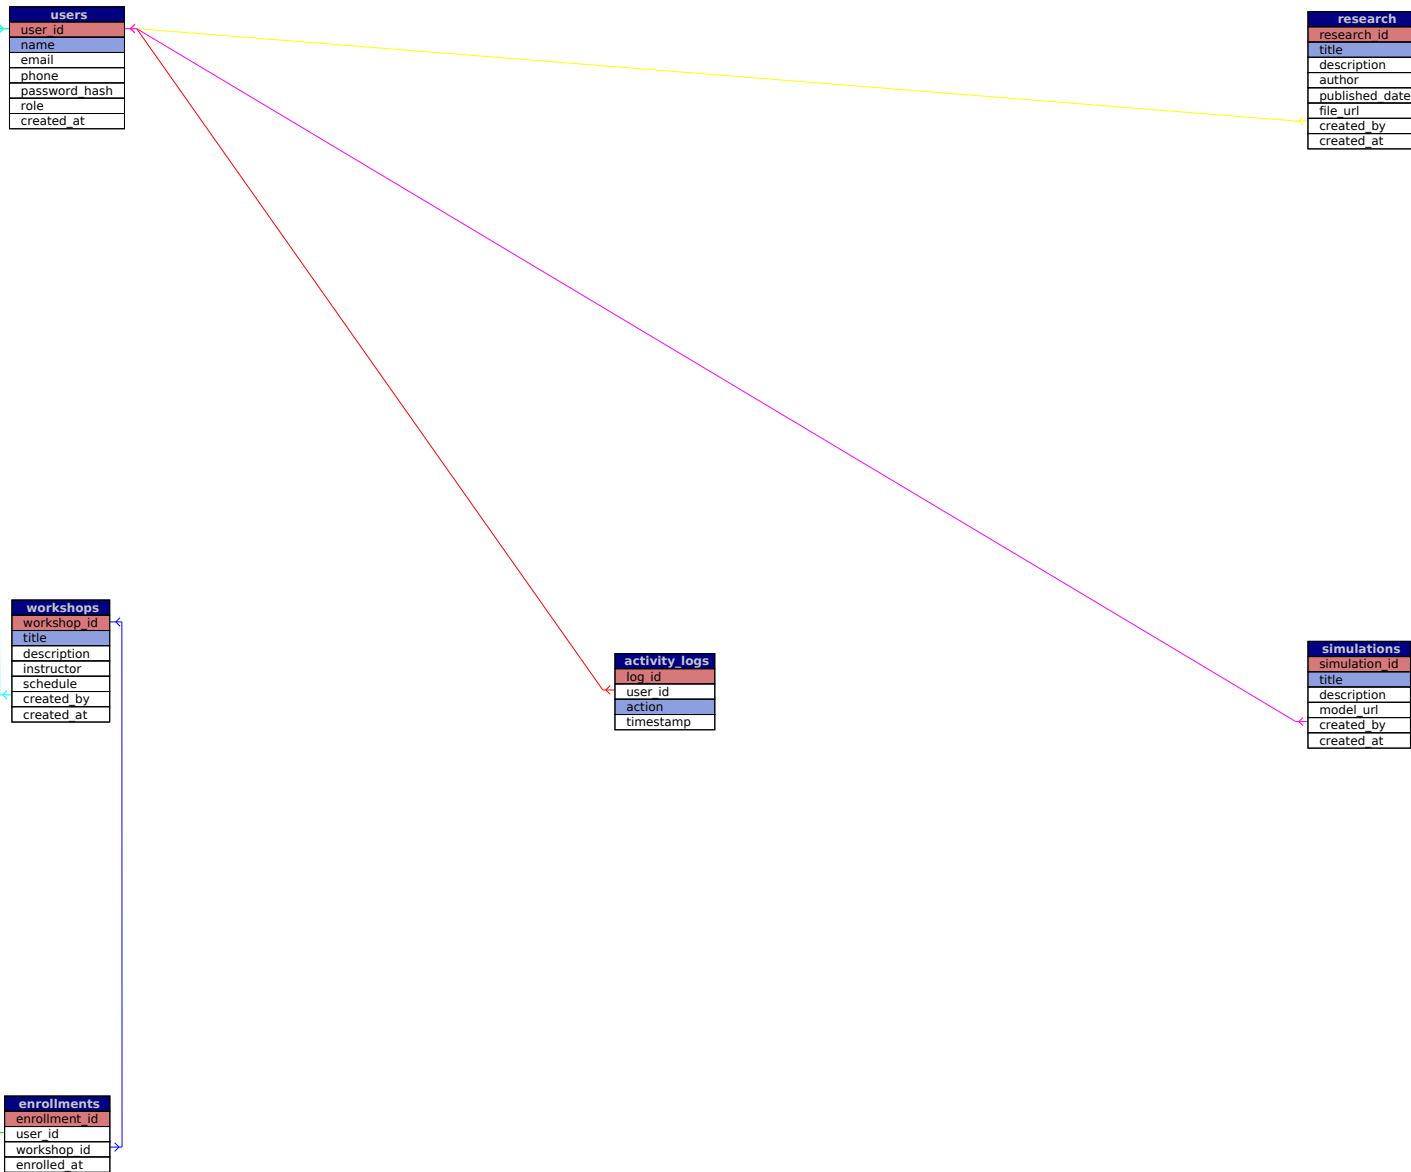 users
user_id
name
email
phone
password_hash
role
created_at
research
research_id
title
description
author
published_date
file_url
created_by
created_at
workshops
workshop_id
title
description
instructor
schedule
created_by
created_at
activity_logs
log_id
user_id
action
timestamp
simulations
simulation_id
title
description
model_url
created_by
created_at
enrollments
enrollment_id
user_id
workshop_id
enrolled_at